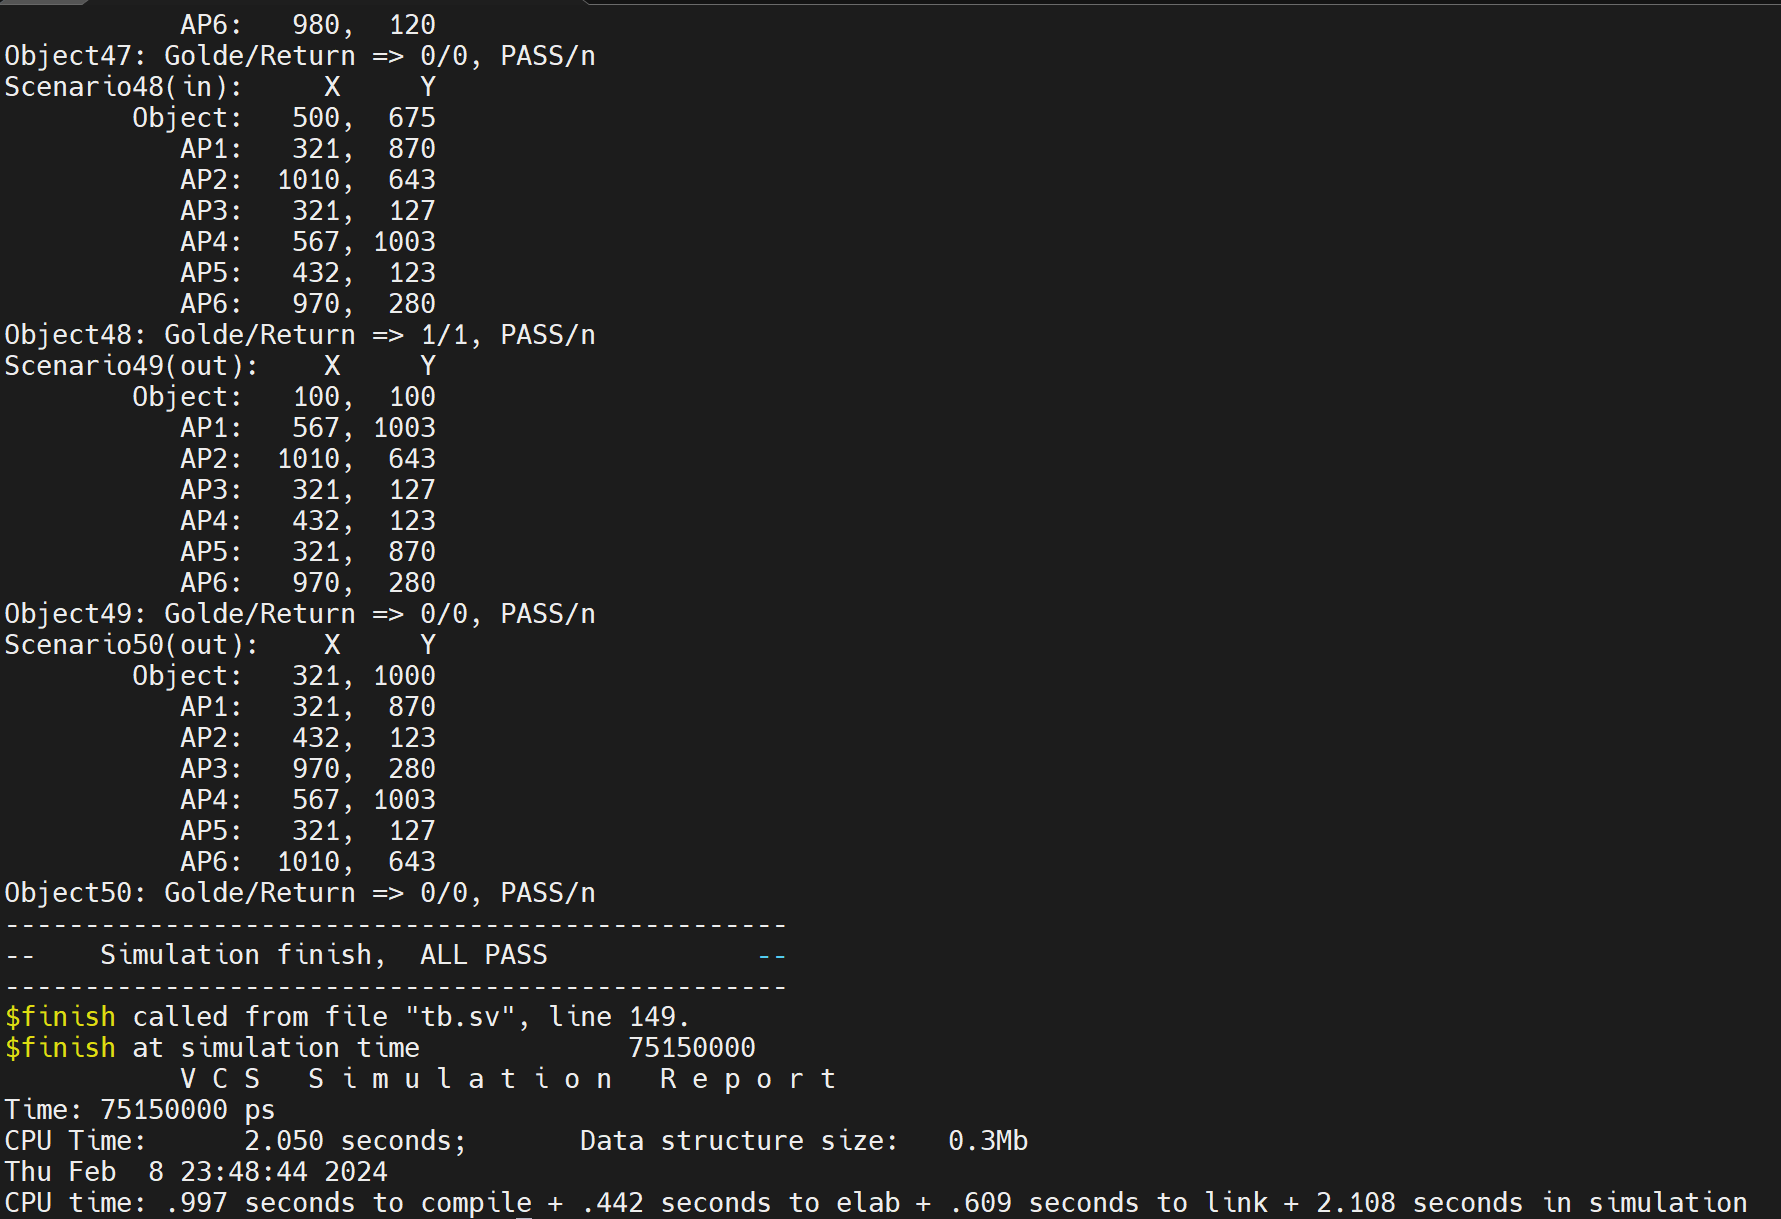 AP6:   980,  120
Object47: Golde/Return => 0/0, PASS/n
Scenario48(in):     X     Y
        Object:   500,  675
           AP1:   321,  870
           AP2:  1010,  643
           AP3:   321,  127
           AP4:   567, 1003
           AP5:   432,  123
           AP6:   970,  280
Object48: Golde/Return => 1/1, PASS/n
Scenario49(out):    X     Y
        Object:   100,  100
           AP1:   567, 1003
           AP2:  1010,  643
           AP3:   321,  127
           AP4:   432,  123
           AP5:   321,  870
           AP6:   970,  280
Object49: Golde/Return => 0/0, PASS/n
Scenario50(out):    X     Y
        Object:   321, 1000
           AP1:   321,  870
           AP2:   432,  123
           AP3:   970,  280
           AP4:   567, 1003
           AP5:   321,  127
           AP6:  1010,  643
Object50: Golde/Return => 0/0, PASS/n
-------------------------------------------------
--    Simulation finish,  ALL PASS             --
-------------------------------------------------
$finish called from file "tb.sv", line 149.
$finish at simulation time             75150000
           V C S   S i m u l a t i o n   R e p o r t
Time: 75150000 ps
CPU Time:      2.050 seconds;       Data structure size:   0.3Mb
Thu Feb  8 23:48:44 2024
CPU time: .997 seconds to compile + .442 seconds to elab + .609 seconds to link + 2.108 seconds in simulation